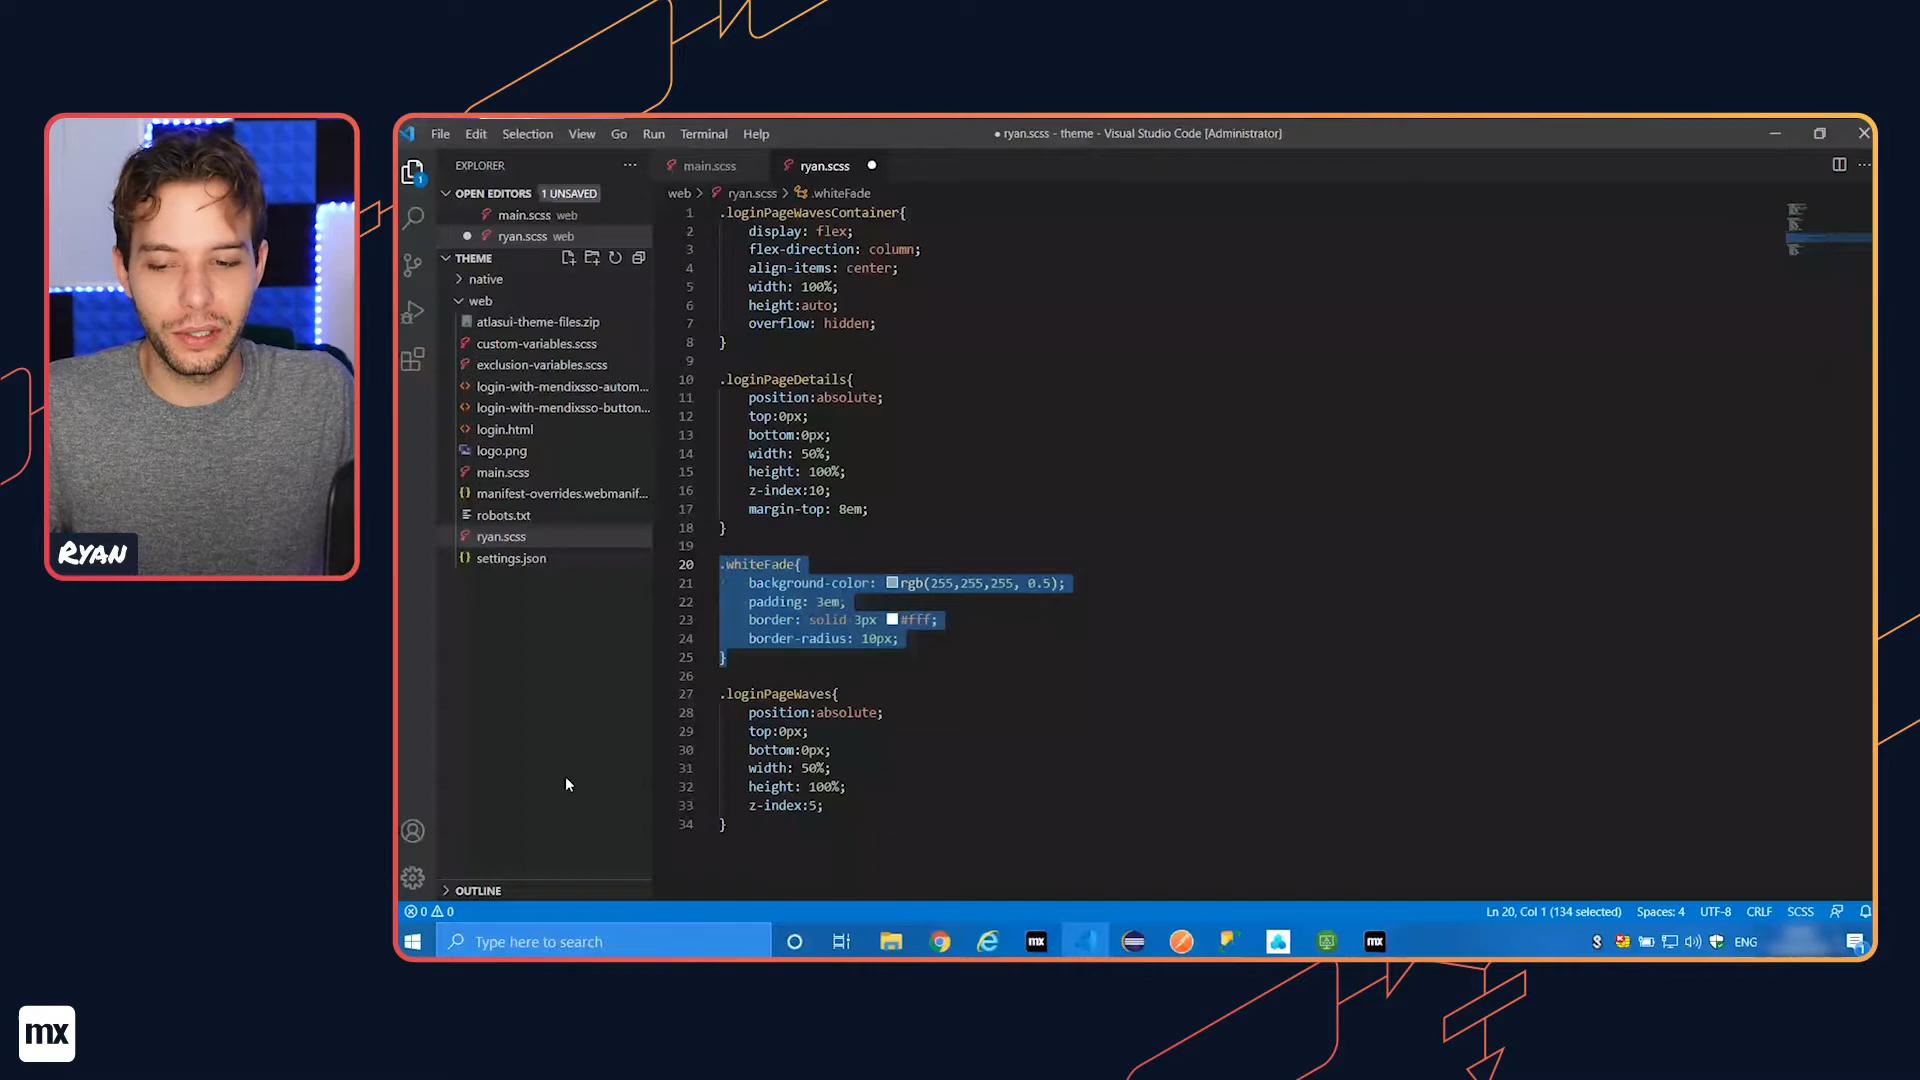 File Edit Selection View Go Run Terminal Help
● ryan.scss - theme - Visual Studio Code [Administrator]
EXPLORER
OPEN EDITORS 1 UNSAVED
main.scss web
ryan.scss web
THEME
native
web
atlasui-theme-files.zip
custom-variables.scss
exclusion-variables.scss
login-with-mendixsso-autom...
login-with-mendixsso-button...
login.html
logo.png
main.scss
manifest-overrides.webmanif...
robots.txt
ryan.scss
settings.json
OUTLINE
main.scss
ryan.scss
web > ryan.scss > .whiteFade
1 .loginPageWavesContainer{
2 display: flex;
3 flex-direction: column;
4 align-items: center;
5 width: 100%;
6 height:auto;
7 overflow: hidden;
8 }
9
10 .loginPageDetails{
11 position:absolute;
12 top:0px;
13 bottom:0px;
14 width: 50%;
15 height: 100%;
16 z-index:10;
17 margin-top: 8em;
18 }
19
20 .whiteFade{
21 background-color: rgb(255,255,255, 0.5);
22 padding: 3em;
23 border: solid 3px #fff;
24 border-radius: 10px;
25 }
26
27 .loginPageWaves{
28 position:absolute;
29 top:0px;
30 bottom:0px;
31 width: 50%;
32 height: 100%;
33 z-index:5;
34 }
0 0
Ln 20, Col 1 (134 selected) Spaces: 4 UTF-8 CRLF SCSS
Type here to search
mx
mx
ENG
1
1
RYAN
mx